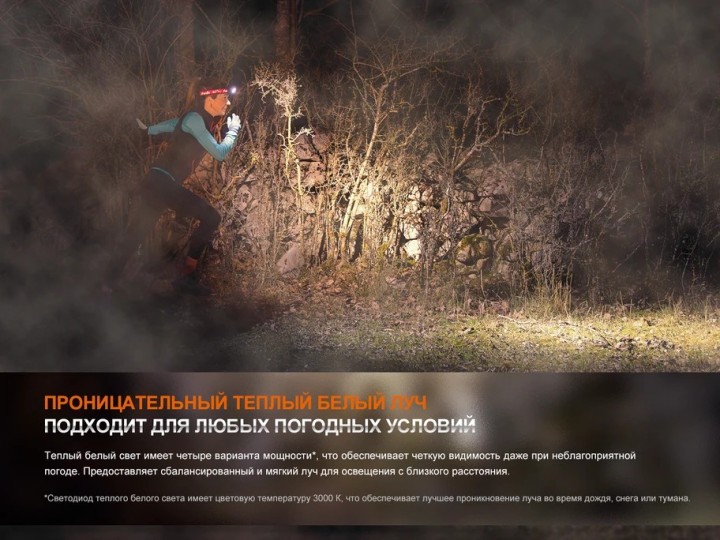 ПРОНИЦАТЕЛЬНЫЙ ТЕПЛЫЙ БЕЛЫЙ ЛУЧ
ПОДХОДИТ ДЛЯ ЛЮБЫХ ПОГОДНЫХ УСЛОВИЙ
Теплый белый свет имеет четыре варианта мощности*, что обеспечивает четкую видимость даже при неблагоприятной
погоде. Предоставляет сбалансированный и мягкий луч для освещения с близкого расстояния.
*Светодиод теплого белого света имеет цветовую температуру 3000 К, что обеспечивает лучшее проникновение луча во время дождя, снега или тумана.